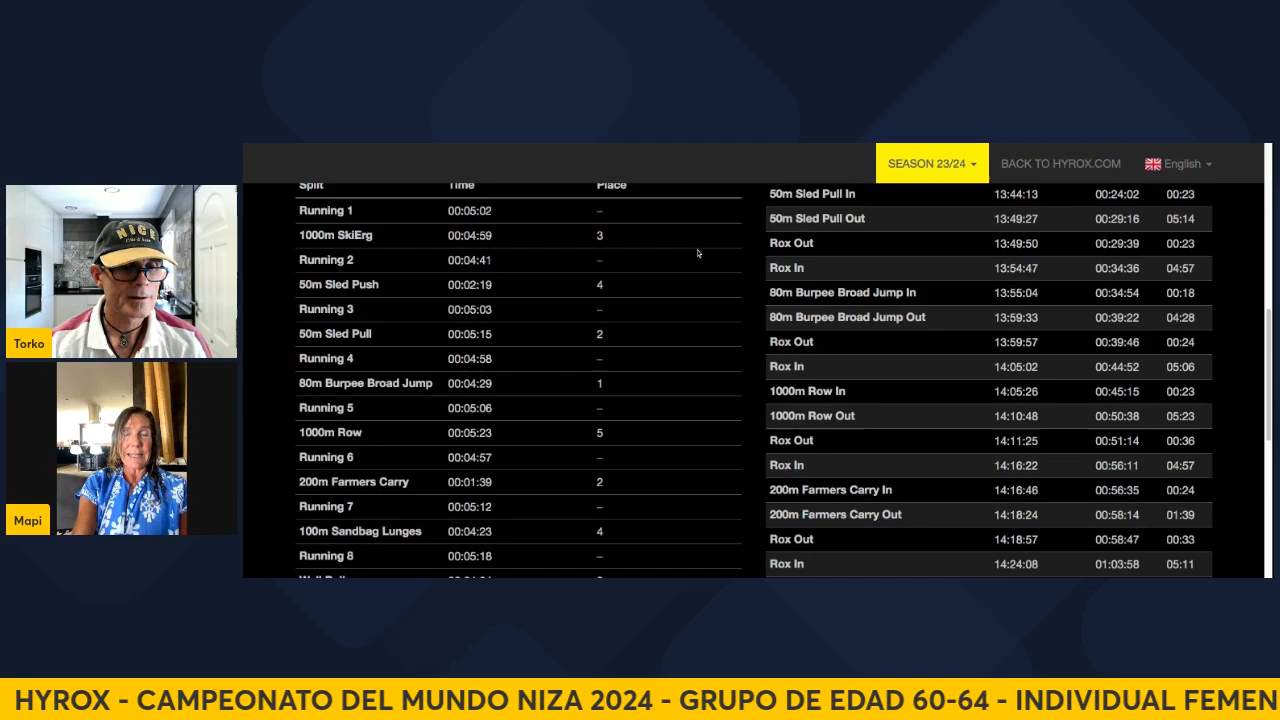 SEASON 23/24 BACK TO HYROX.COM English
Split Time Place
Running 1 00:05:02 –
1000m SkiErg 00:04:59 3
Running 2 00:04:41 –
50m Sled Push 00:02:19 4
Running 3 00:05:03 –
50m Sled Pull 00:05:15 2
Running 4 00:04:58 –
80m Burpee Broad Jump 00:04:29 1
Running 5 00:05:06 –
1000m Row 00:05:23 5
Running 6 00:04:57 –
200m Farmers Carry 00:01:39 2
Running 7 00:05:12 –
100m Sandbag Lunges 00:04:23 4
Running 8 00:05:18 –
50m Sled Pull In 13:44:13 00:24:02 00:23
50m Sled Pull Out 13:49:27 00:29:16 05:14
Rox Out 13:49:50 00:29:39 00:23
Rox In 13:54:47 00:34:36 04:57
80m Burpee Broad Jump In 13:55:04 00:34:54 00:18
80m Burpee Broad Jump Out 13:59:33 00:39:22 04:28
Rox Out 13:59:57 00:39:46 00:24
Rox In 14:05:02 00:44:52 05:06
1000m Row In 14:05:26 00:45:15 00:23
1000m Row Out 14:10:48 00:50:38 05:23
Rox Out 14:11:25 00:51:14 00:36
Rox In 14:16:22 00:56:11 04:57
200m Farmers Carry In 14:16:46 00:56:35 00:24
200m Farmers Carry Out 14:18:24 00:58:14 01:39
Rox Out 14:18:57 00:58:47 00:33
Rox In 14:24:08 01:03:58 05:11
NICE
Torko
Mapi
HYROX - CAMPEONATO DEL MUNDO NIZA 2024 - GRUPO DE EDAD 60-64 - INDIVIDUAL FEMEN